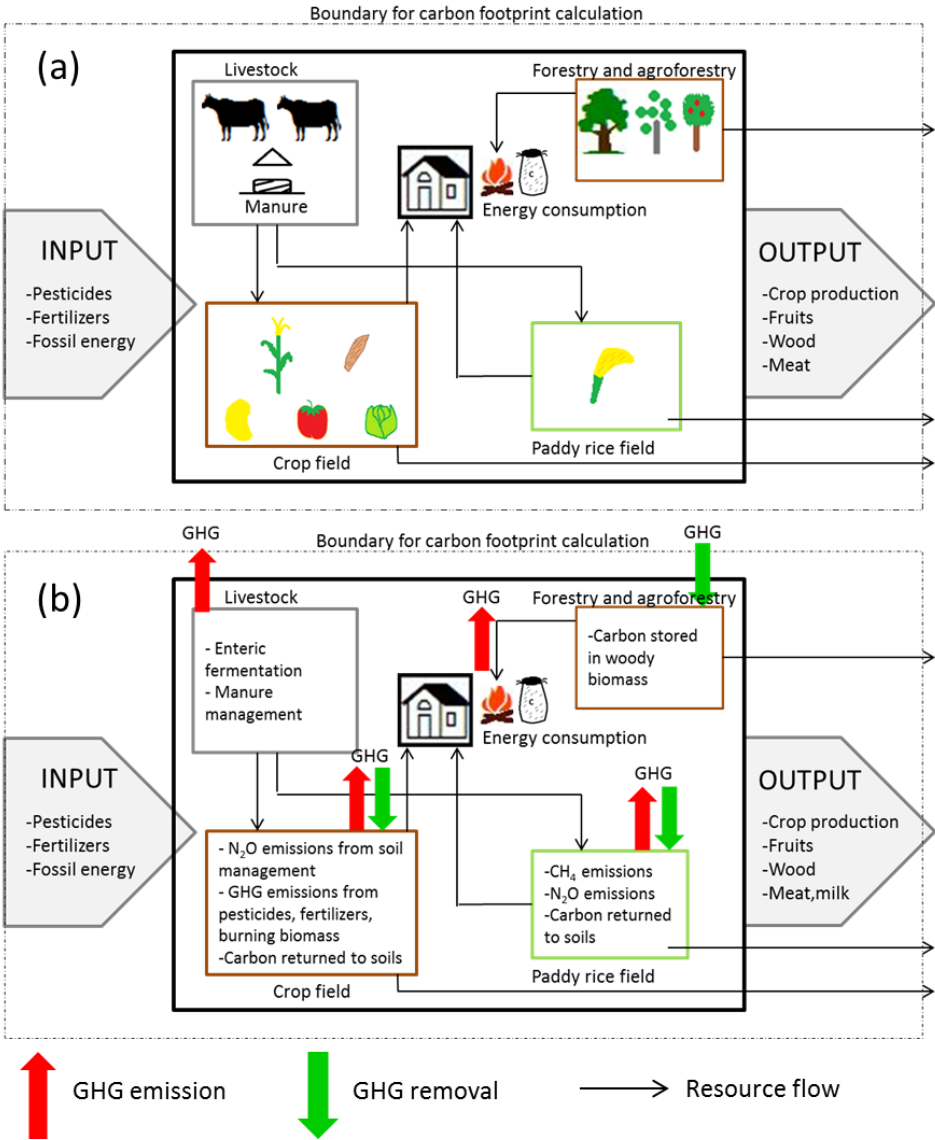 Boundary for carbon footprint calculation
(a)
Livestock
Forestry and agroforestry
Manure
Energy consumption
C
INPUT
-Pesticides
-Fertilizers
-Fossil energy
OUTPUT
-Crop production
-Fruits
-Wood
-Meat
Crop field
Paddy rice field
GHG
Boundary for carbon footprint calculation
GHG
(b)
Livestock
GHG
Forestry and agroforestry
- Enteric
fermentation
- Manure
management
-Carbon stored
in woody
biomass
Energy consumption
C
GHG
GHG
INPUT
-Pesticides
-Fertilizers
-Fossil energy
- N₂O emissions from soil
management
- GHG emissions from
pesticides, fertilizers,
burning biomass
-Carbon returned to soils
Crop field
-CH₄ emissions
-N₂O emissions
-Carbon returned
to soils
Paddy rice field
OUTPUT
-Crop production
-Fruits
-Wood
-Meat,milk
GHG emission
GHG removal
Resource flow